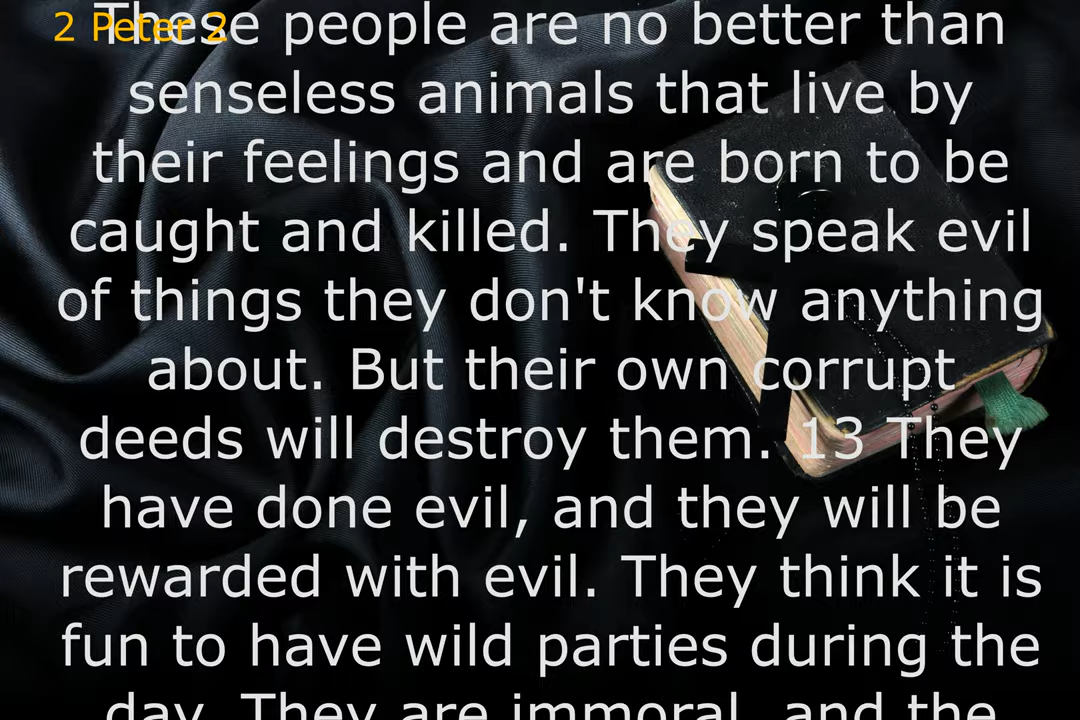 2 Peter 2
These people are no better than
senseless animals that live by
their feelings and are born to be
caught and killed. They speak evil
of things they don't know anything
about. But their own corrupt
deeds will destroy them. 13 They
have done evil, and they will be
rewarded with evil. They think it is
fun to have wild parties during the
day. They are immoral, and the